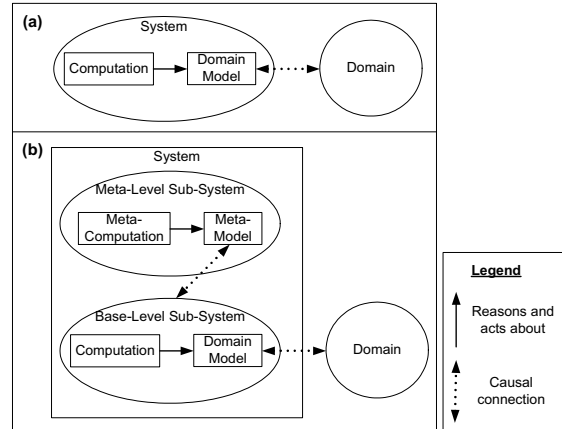 (a)
System
Computation
Domain
Model
Domain
(b)
System
Meta-Level Sub-System
Meta-
Computation
Meta-
Model
Base-Level Sub-System
Computation
Domain
Model
Domain
Legend
Reasons and
acts about
Causal
connection